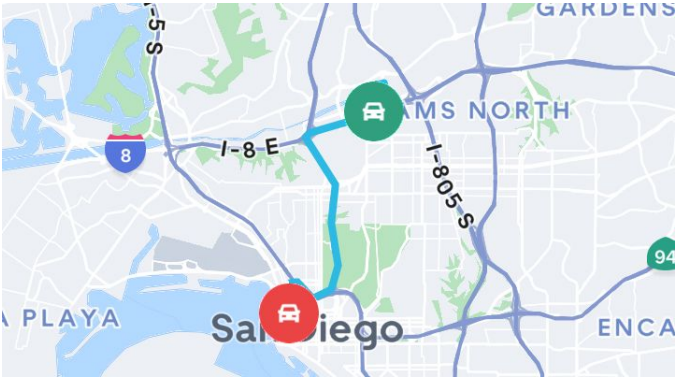 GARDENS
I-5 S
AMS NORTH
I-8 E
8
I-805 S
94
A PLAYA
San Diego
ENCA